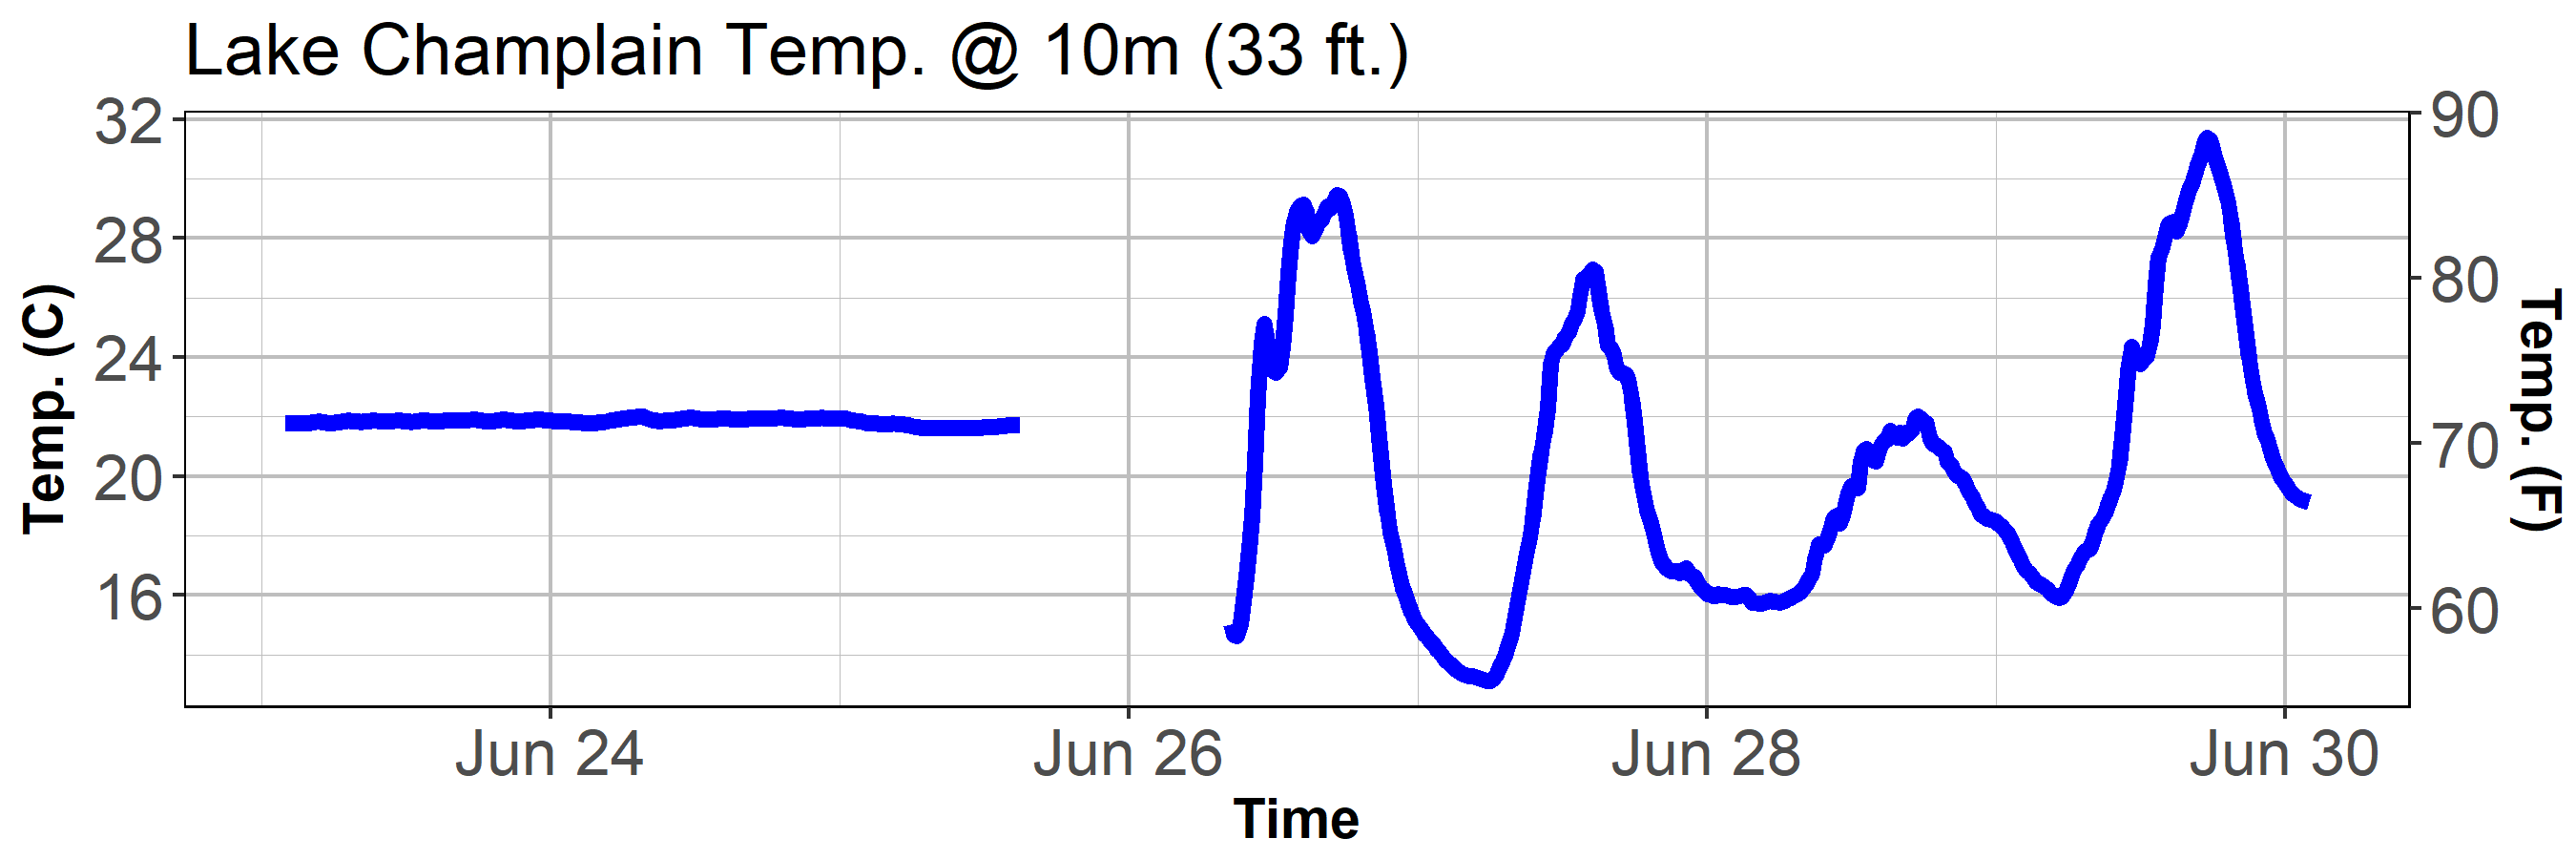 Lake Champlain Temp. @ 10m (33 ft.)
32
28
24
20
16
Temp. (C)
90
80
70
60
Temp. (F)
Jun 24
Jun 26
Jun 28
Jun 30
Time